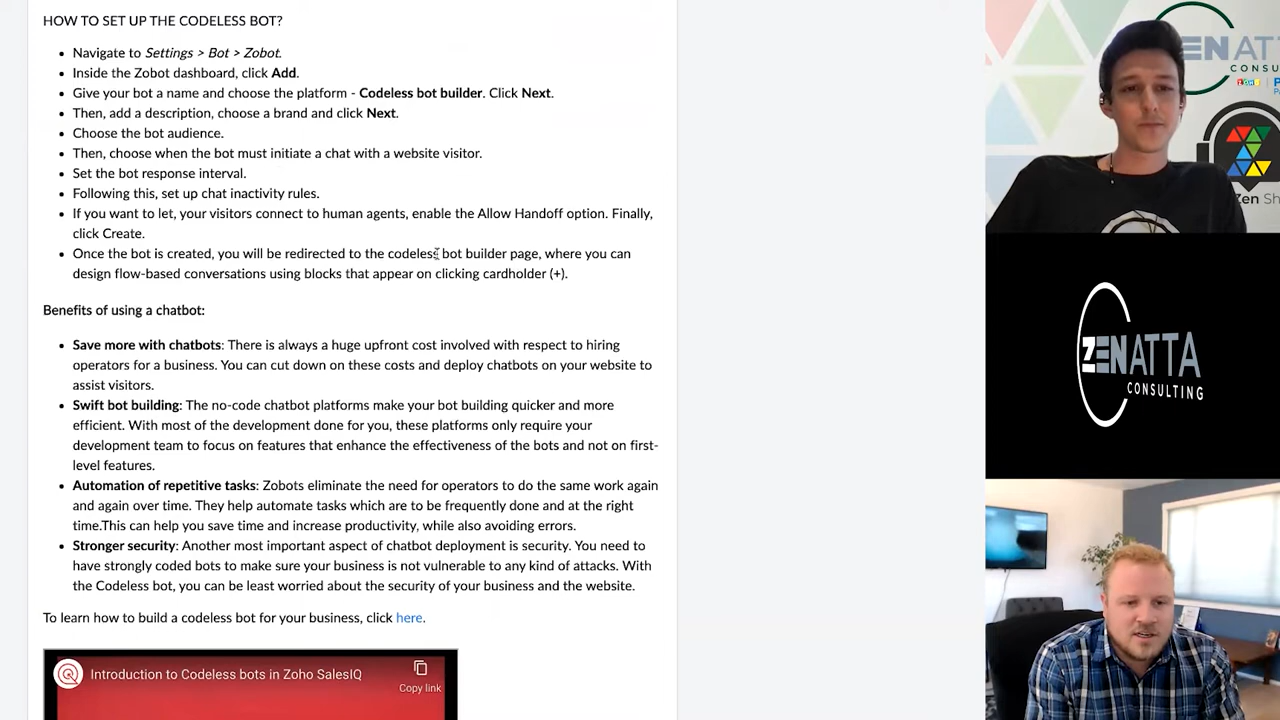 HOW TO SET UP THE CODELESS BOT?
Navigate to Settings > Bot > Zobot.
Inside the Zobot dashboard, click Add.
Give your bot a name and choose the platform - Codeless bot builder. Click Next.
Then, add a description, choose a brand and click Next.
Choose the bot audience.
Then, choose when the bot must initiate a chat with a website visitor.
Set the bot response interval.
Following this, set up chat inactivity rules.
If you want to let, your visitors connect to human agents, enable the Allow Handoff option. Finally,
click Create.
Once the bot is created, you will be redirected to the codeless bot builder page, where you can
design flow-based conversations using blocks that appear on clicking cardholder (+).
Benefits of using a chatbot:
Save more with chatbots: There is always a huge upfront cost involved with respect to hiring
operators for a business. You can cut down on these costs and deploy chatbots on your website to
assist visitors.
Swift bot building: The no-code chatbot platforms make your bot building quicker and more
efficient. With most of the development done for you, these platforms only require your
development team to focus on features that enhance the effectiveness of the bots and not on first-
level features.
Automation of repetitive tasks: Zobots eliminate the need for operators to do the same work again
and again over time. They help automate tasks which are to be frequently done and at the right
time.This can help you save time and increase productivity, while also avoiding errors.
Stronger security: Another most important aspect of chatbot deployment is security. You need to
have strongly coded bots to make sure your business is not vulnerable to any kind of attacks. With
the Codeless bot, you can be least worried about the security of your business and the website.
To learn how to build a codeless bot for your business, click here.
Introduction to Codeless bots in Zoho SalesIQ
Copy link
ZENATTA
CONSULTING